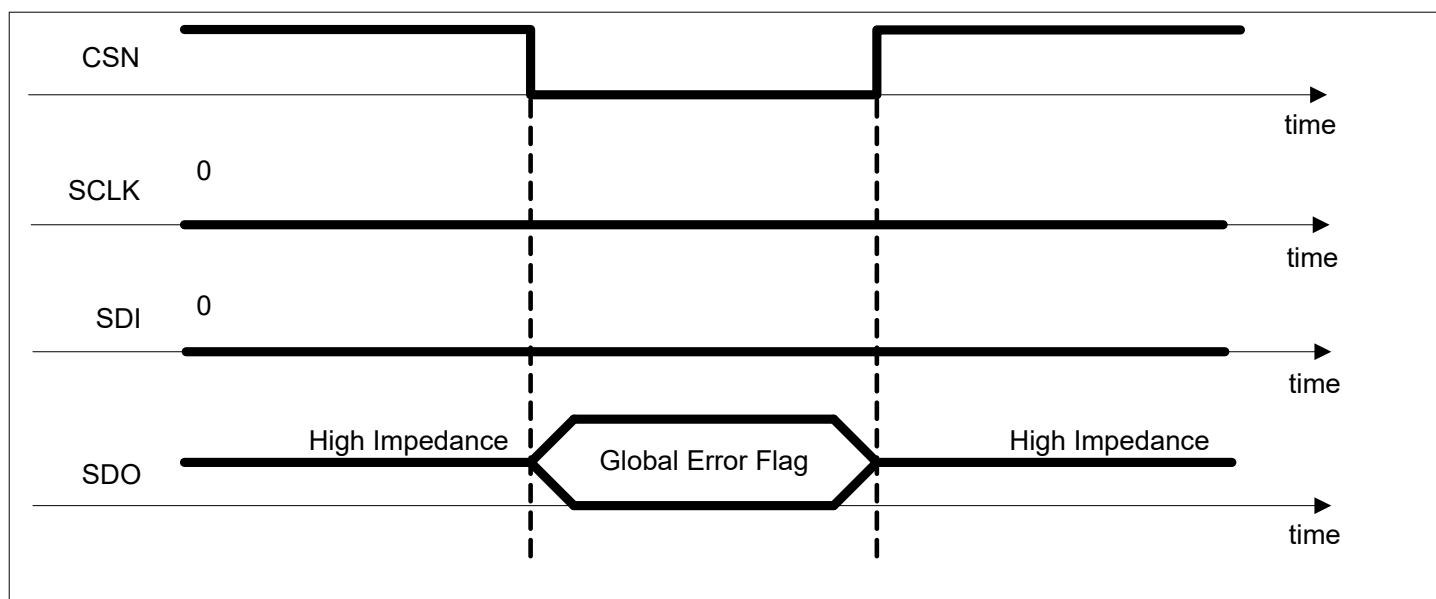 CSN
time
0
SCLK
time
0
SDI
time
High Impedance
Global Error Flag
High Impedance
SDO
time